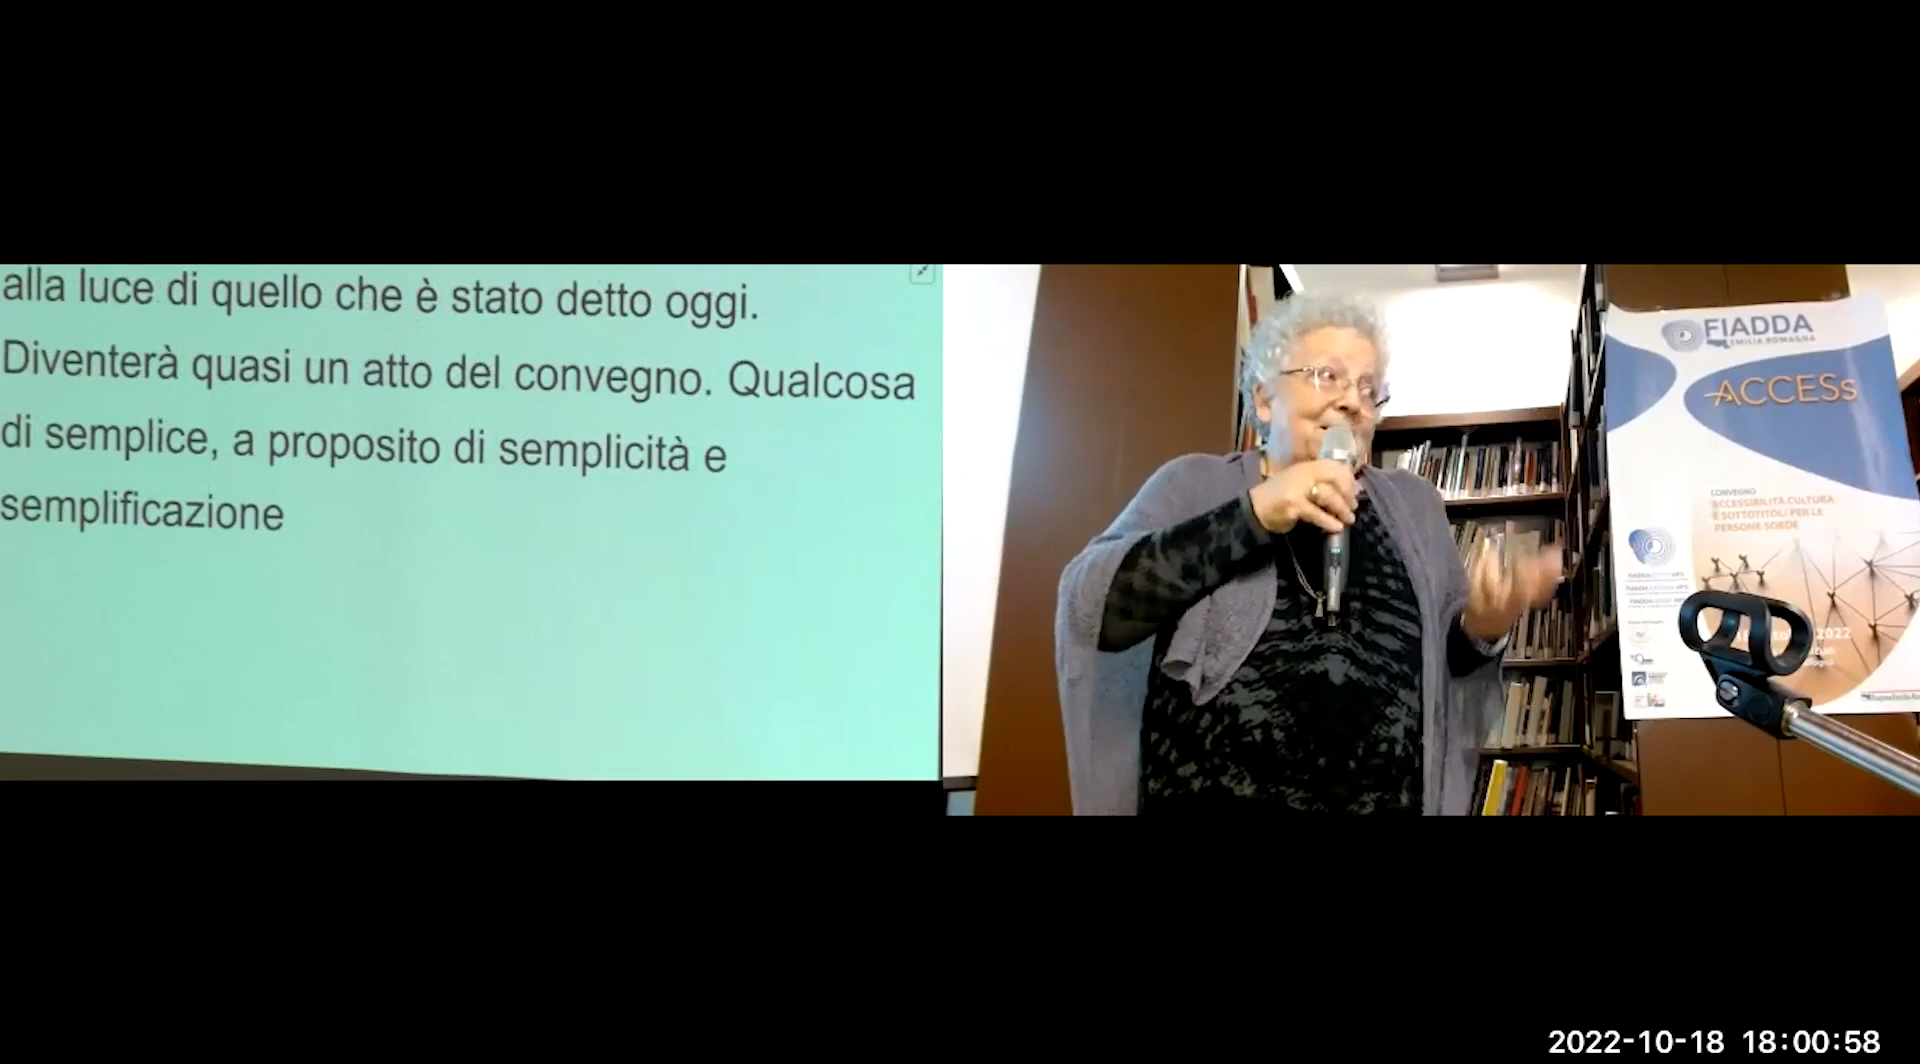 alla luce di quello che è stato detto oggi.
Diventerà quasi un atto del convegno. Qualcosa
di semplice, a proposito di semplicità e
semplificazione
FIADDA
EMILIA ROMAGNA
ACCESs
CONVEGNO
ACCESSIBILITÀ CULTURA
E SOTTOTITOLI PER LE
PERSONE SORDE
2022
2022-10-18 18:00:58